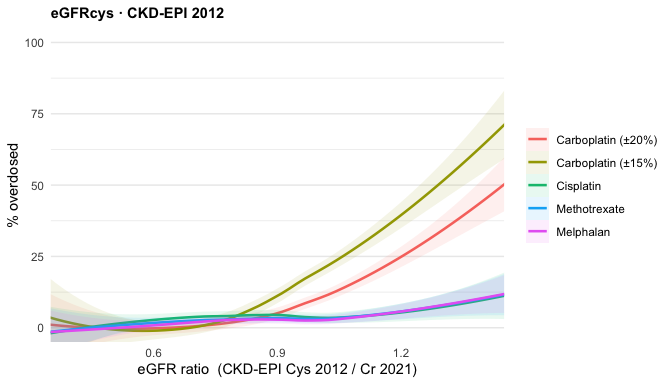 eGFRcys · CKD-EPI 2012
100
75
50
25
0
% overdosed
0.6
0.9
1.2
eGFR ratio (CKD-EPI Cys 2012 / Cr 2021)
Carboplatin (±20%)
Carboplatin (±15%)
Cisplatin
Methotrexate
Melphalan